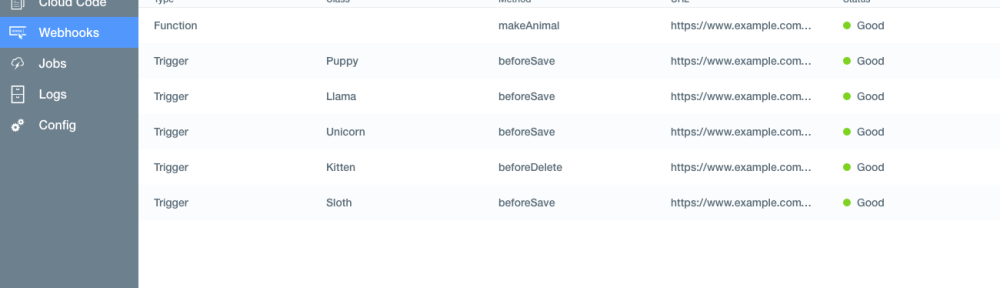 Cloud Code
Webhooks
Jobs
Logs
Config
Type Class Method URL Status
Function makeAnimal https://www.example.com... Good
Trigger Puppy beforeSave https://www.example.com... Good
Trigger Llama beforeSave https://www.example.com... Good
Trigger Unicorn beforeSave https://www.example.com... Good
Trigger Kitten beforeDelete https://www.example.com... Good
Trigger Sloth beforeSave https://www.example.com... Good